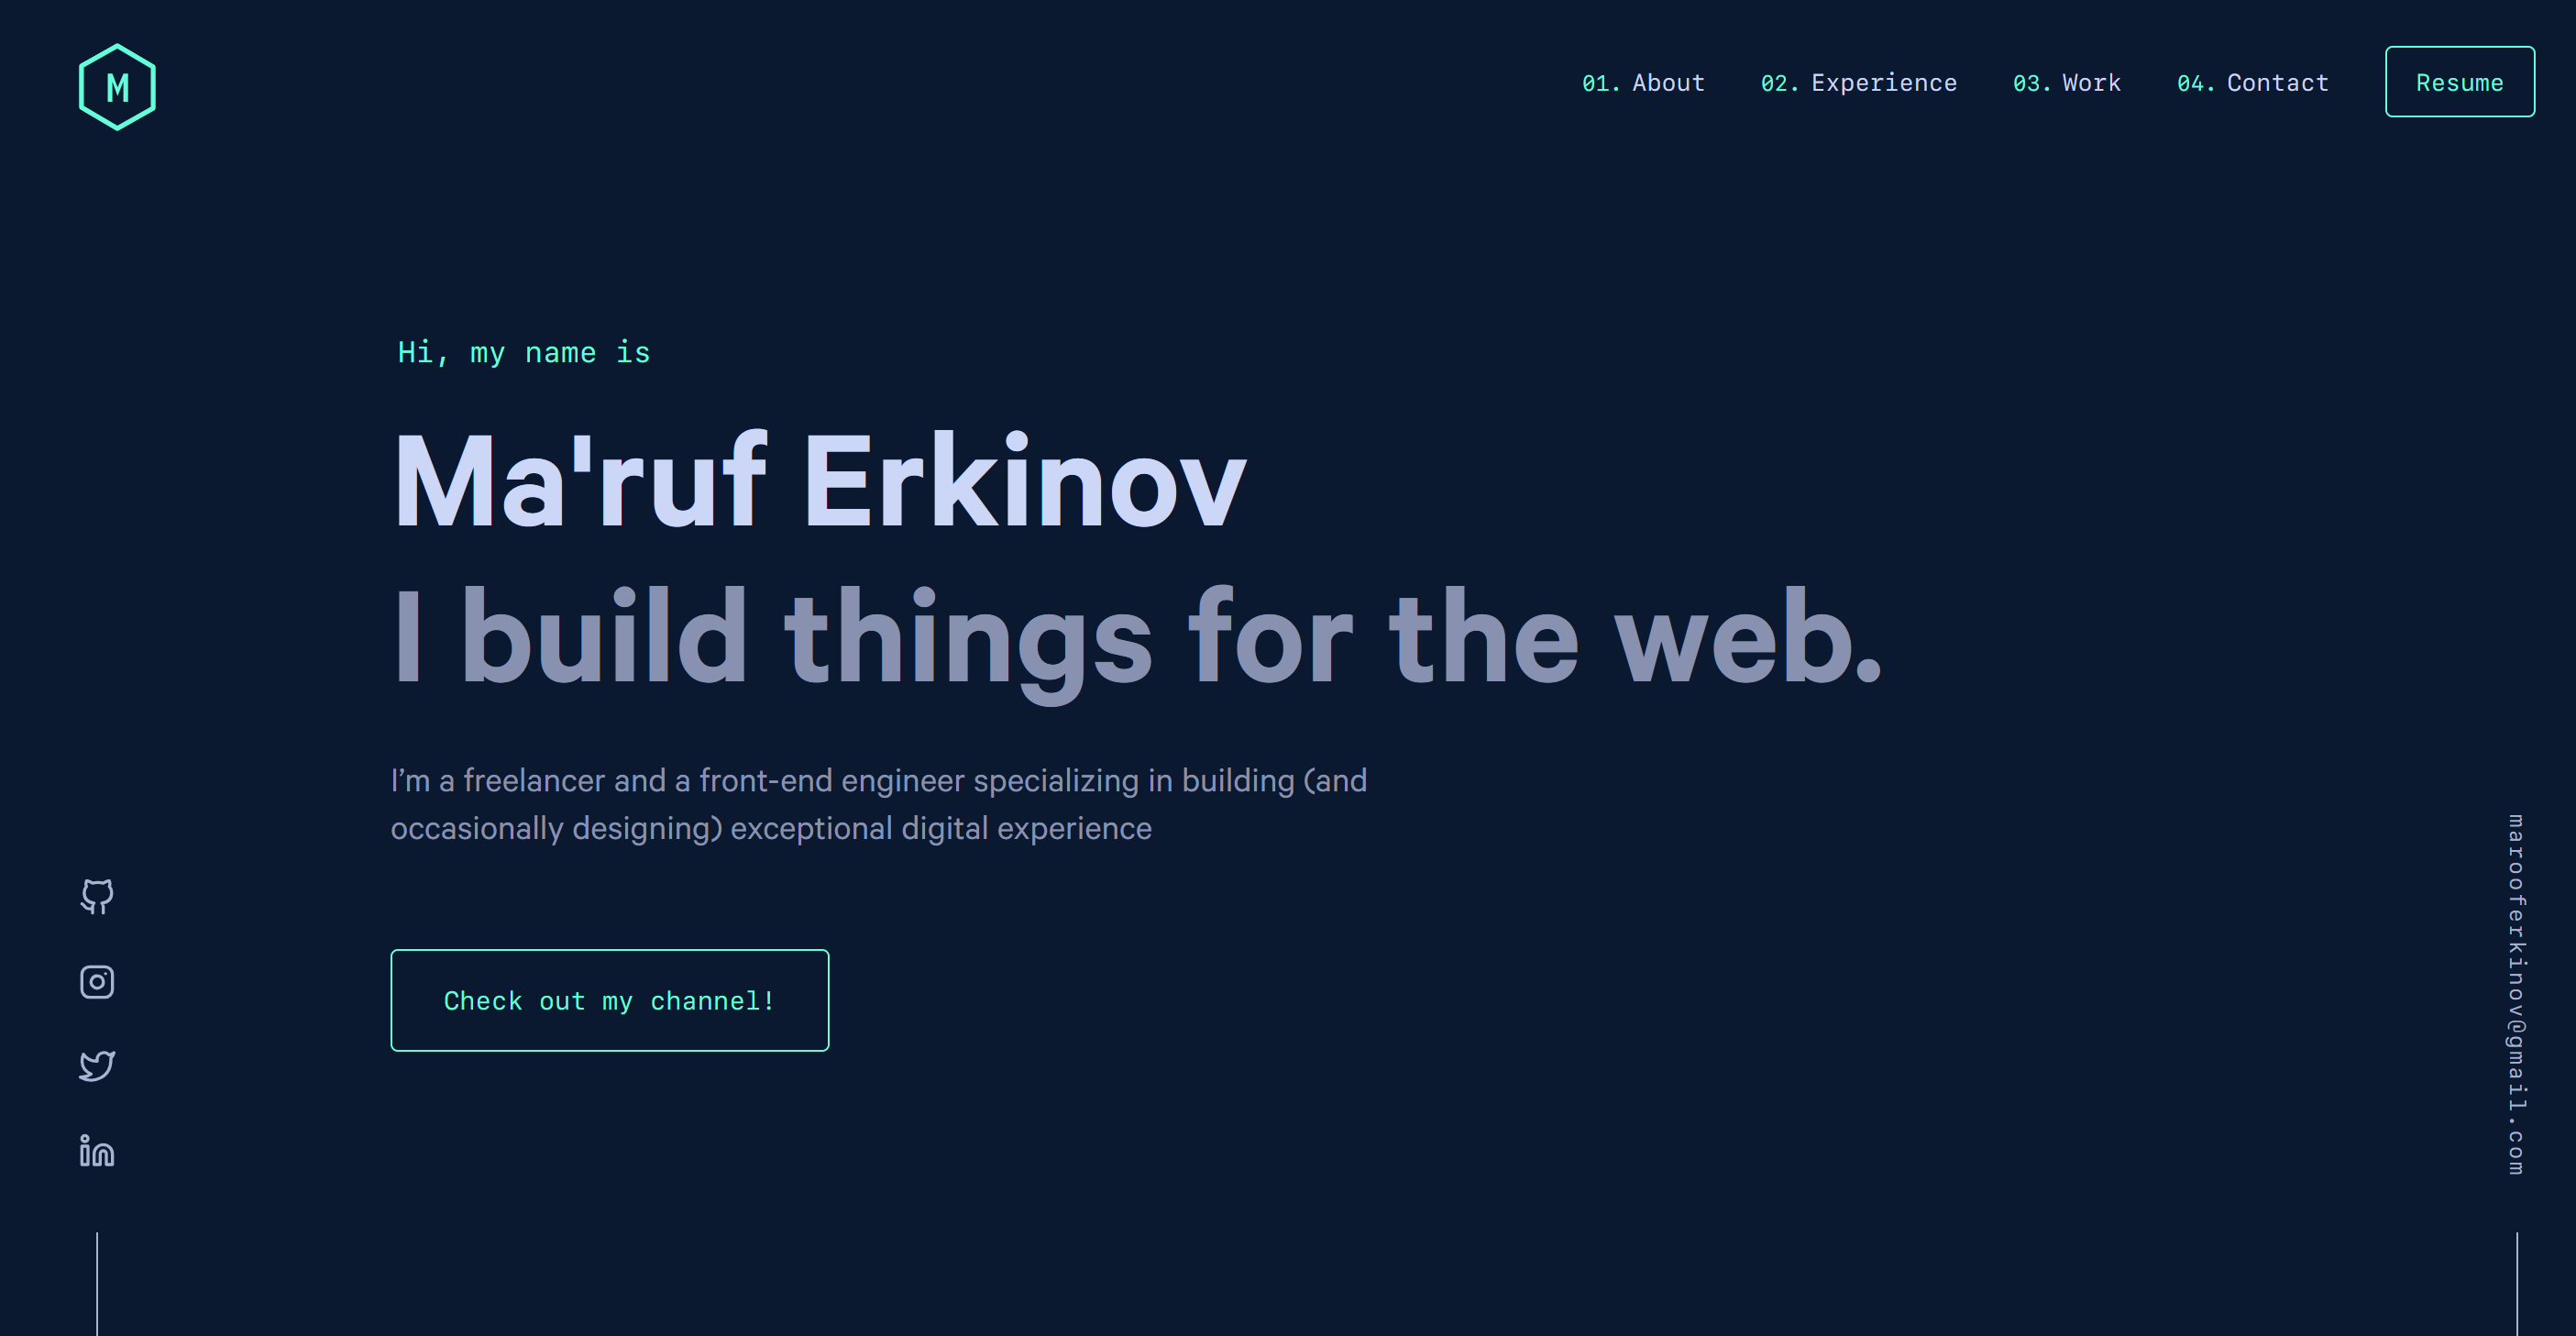 M
01. About 02. Experience 03. Work 04. Contact Resume
Hi, my name is
Ma'ruf Erkinov
I build things for the web.
I’m a freelancer and a front-end engineer specializing in building (and
occasionally designing) exceptional digital experience
Check out my channel!
marooferkinov@gmail.com